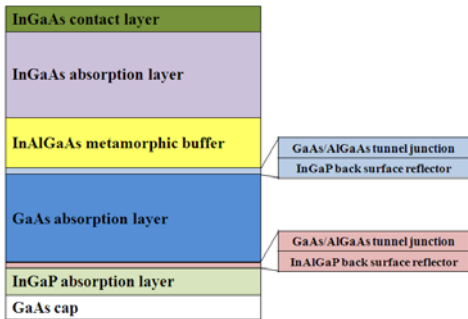 InGaAs contact layer
InGaAs absorption layer
InAlGaAs metamorphic buffer
GaAs/AlGaAs tunnel junction
InGaP back surface reflector
GaAs absorption layer
GaAs/AlGaAs tunnel junction
InAlGaP back surface reflector
InGaP absorption layer
GaAs cap